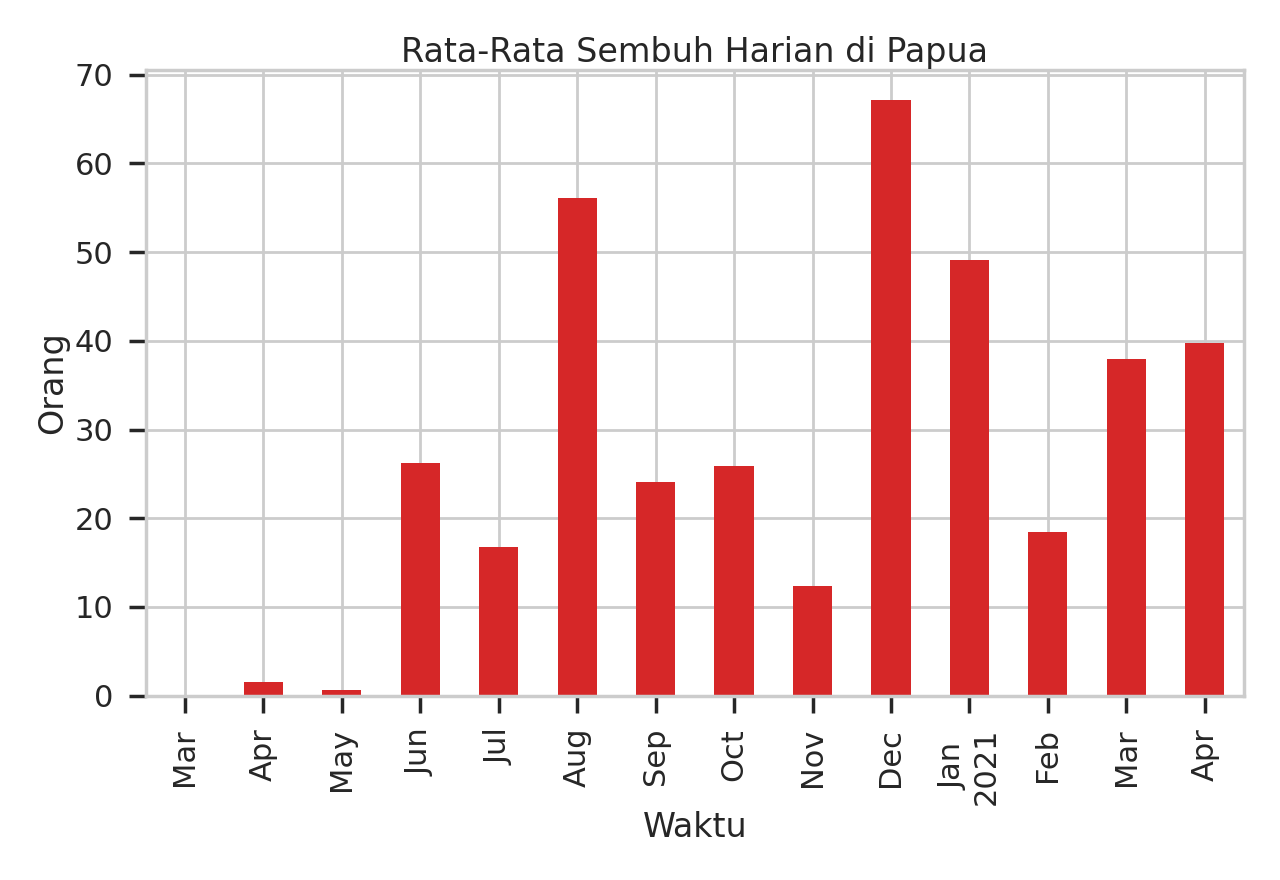 Rata-Rata Sembuh Harian di Papua
70
60
50
40
30
20
10
0
Orang
Mar
Apr
May
Jun
Jul
Aug
Sep
Oct
Nov
Dec
Jan
2021
Feb
Mar
Apr
Waktu